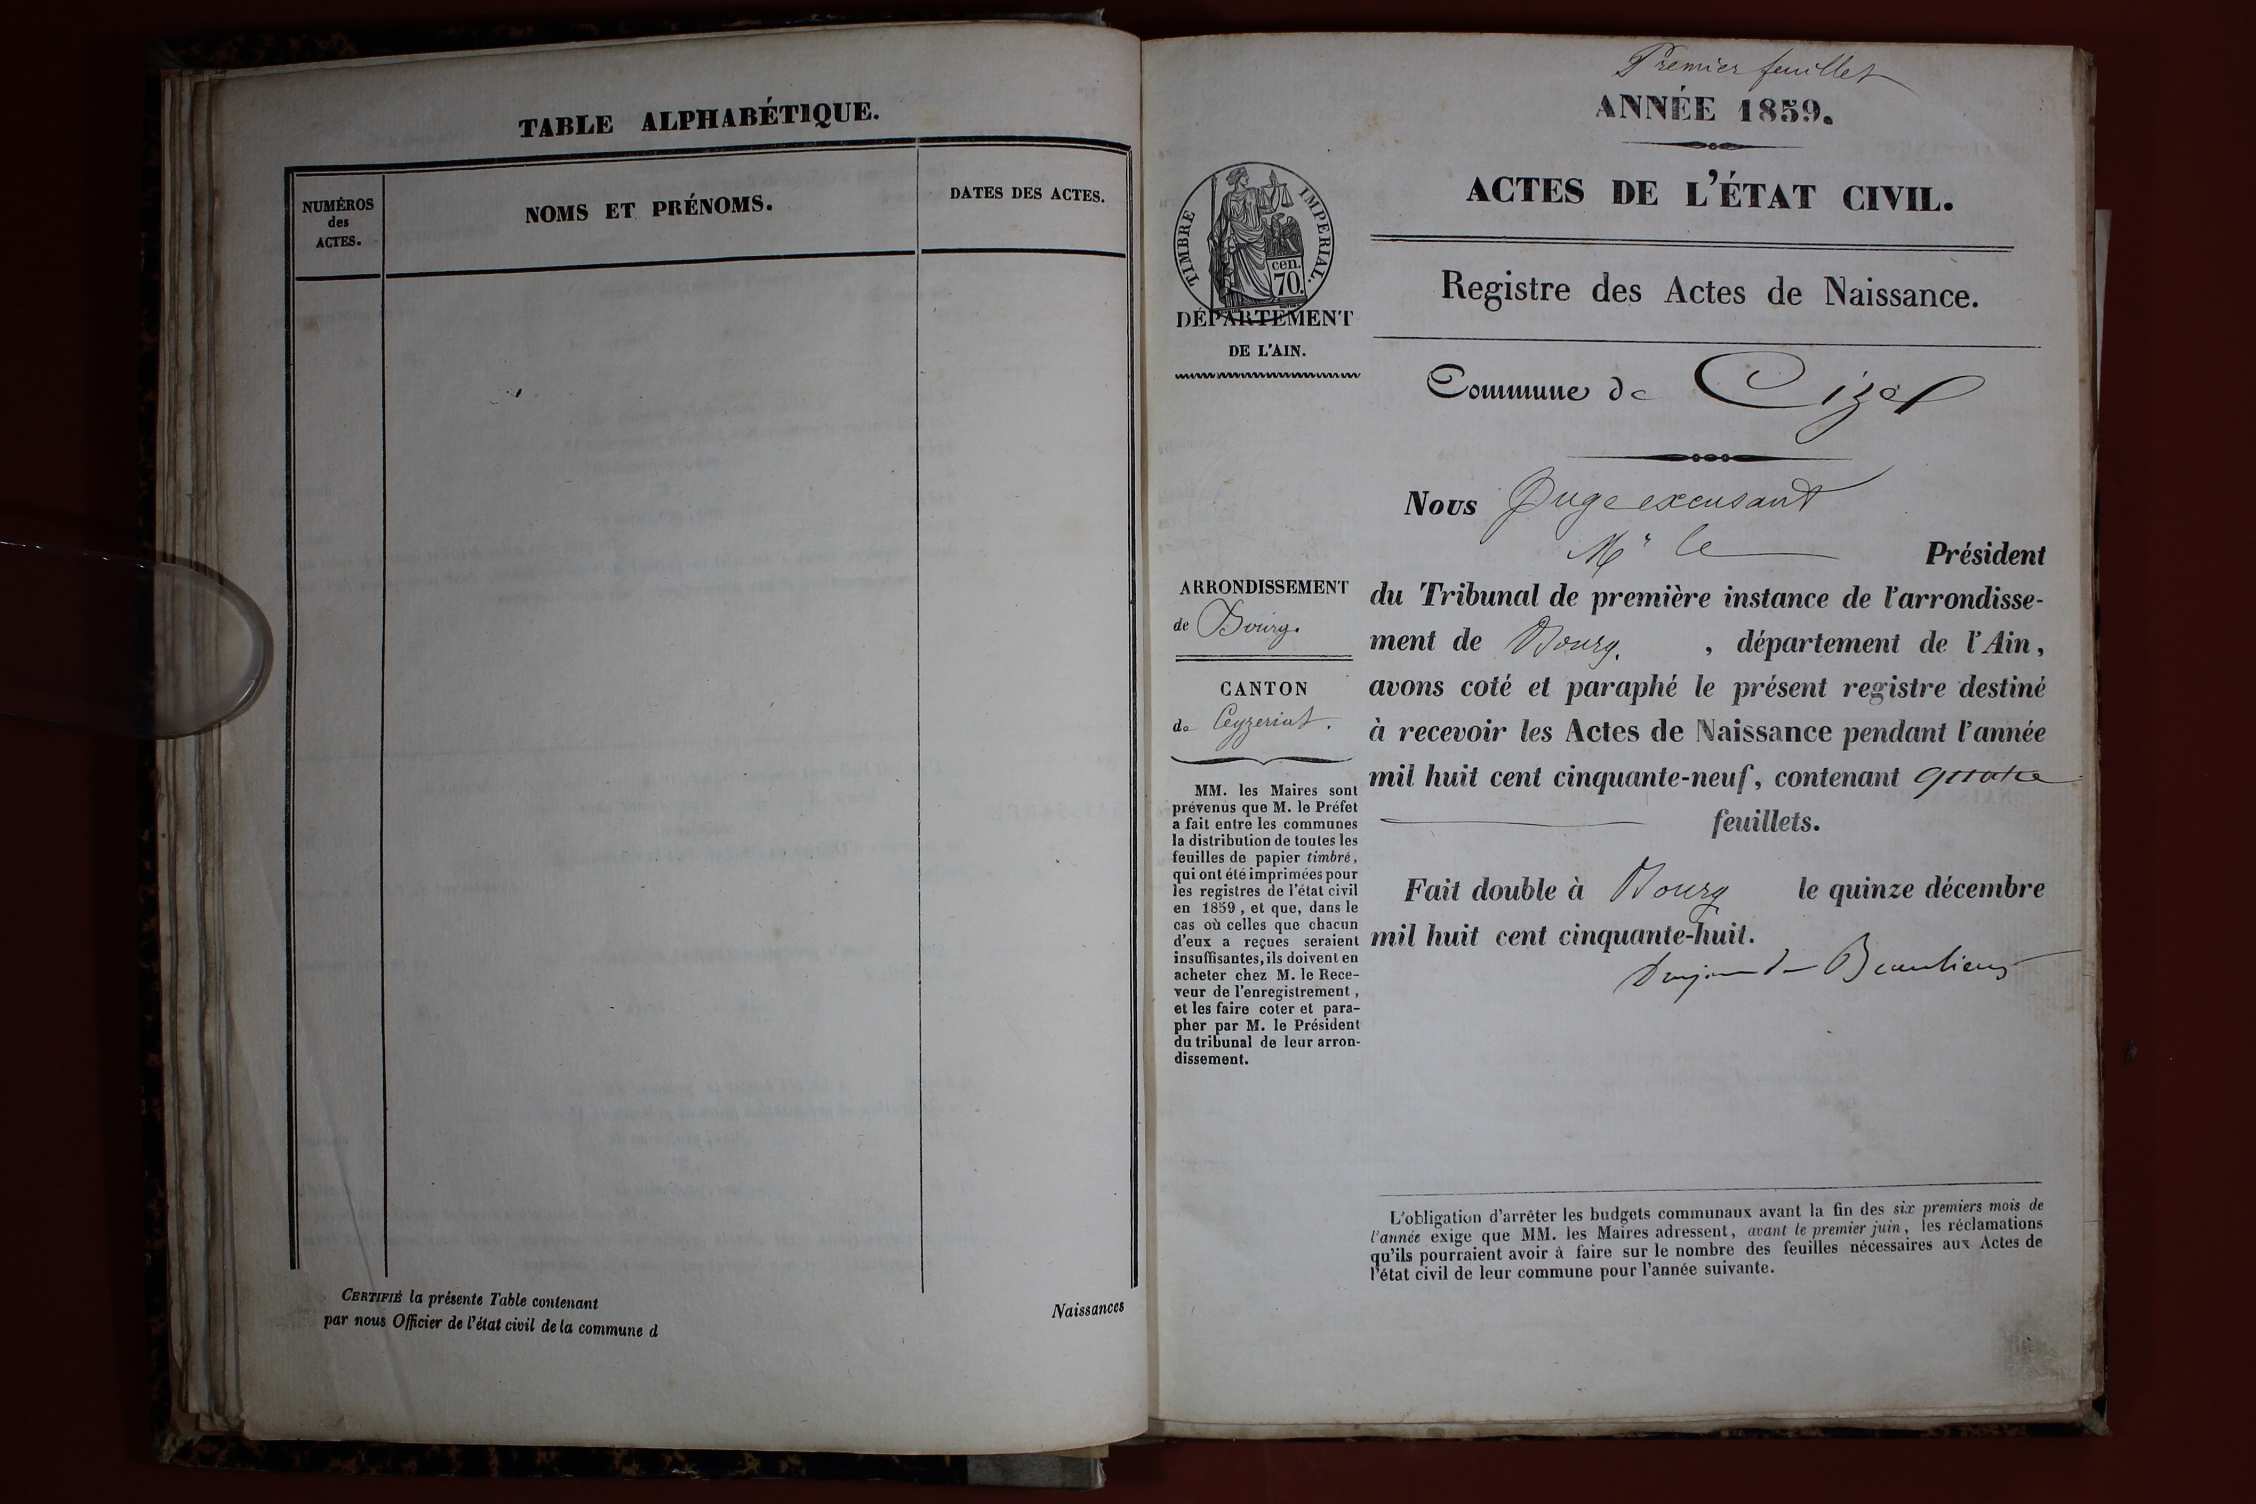 TABLE ALPHABÉTIQUE.
NUMÉROS
des
ACTES.
NOMS ET PRÉNOMS.
DATES DES ACTES.
CERTIFIÉ la présente Table contenant
Naissances
par nous Officier de l'état civil de la commune d
Premier feuillet
ANNÉE 1859.
ACTES DE L'ÉTAT CIVIL.
Registre des Actes de Naissance.
TIMBRE IMPERIAL.
cen.
70.
DÉPARTEMENT
DE L'AIN.
ARRONDISSEMENT
de Bourg.
CANTON
de Ceyzeriat.
MM. les Maires sont
prévenus que M. le Préfet
a fait entre les communes
la distribution de toutes les
feuilles de papier timbré,
qui ont été imprimées pour
les registres de l'état civil
en 1859, et que, dans le
cas où celles que chacun
d'eux a reçues seraient
insuffisantes, ils doivent en
acheter chez M. le Rece-
veur de l'enregistrement,
et les faire coter et para-
pher par M. le Président
du tribunal de leur arron-
dissement.
Commune de Cize
Nous Juge excusant
Mr le Président
du Tribunal de première instance de l'arrondisse-
ment de Bourg. , département de l'Ain,
avons coté et paraphé le présent registre destiné
à recevoir les Actes de Naissance pendant l'année
mil huit cent cinquante-neuf, contenant quatre
feuillets.
Fait double à Bourg le quinze décembre
mil huit cent cinquante-huit.
Beaulieu
L'obligation d'arrêter les budgets communaux avant la fin des six premiers mois de
l'année exige que MM. les Maires adressent, avant le premier juin, les réclamations
qu'ils pourraient avoir à faire sur le nombre des feuilles nécessaires aux Actes de
l'état civil de leur commune pour l'année suivante.